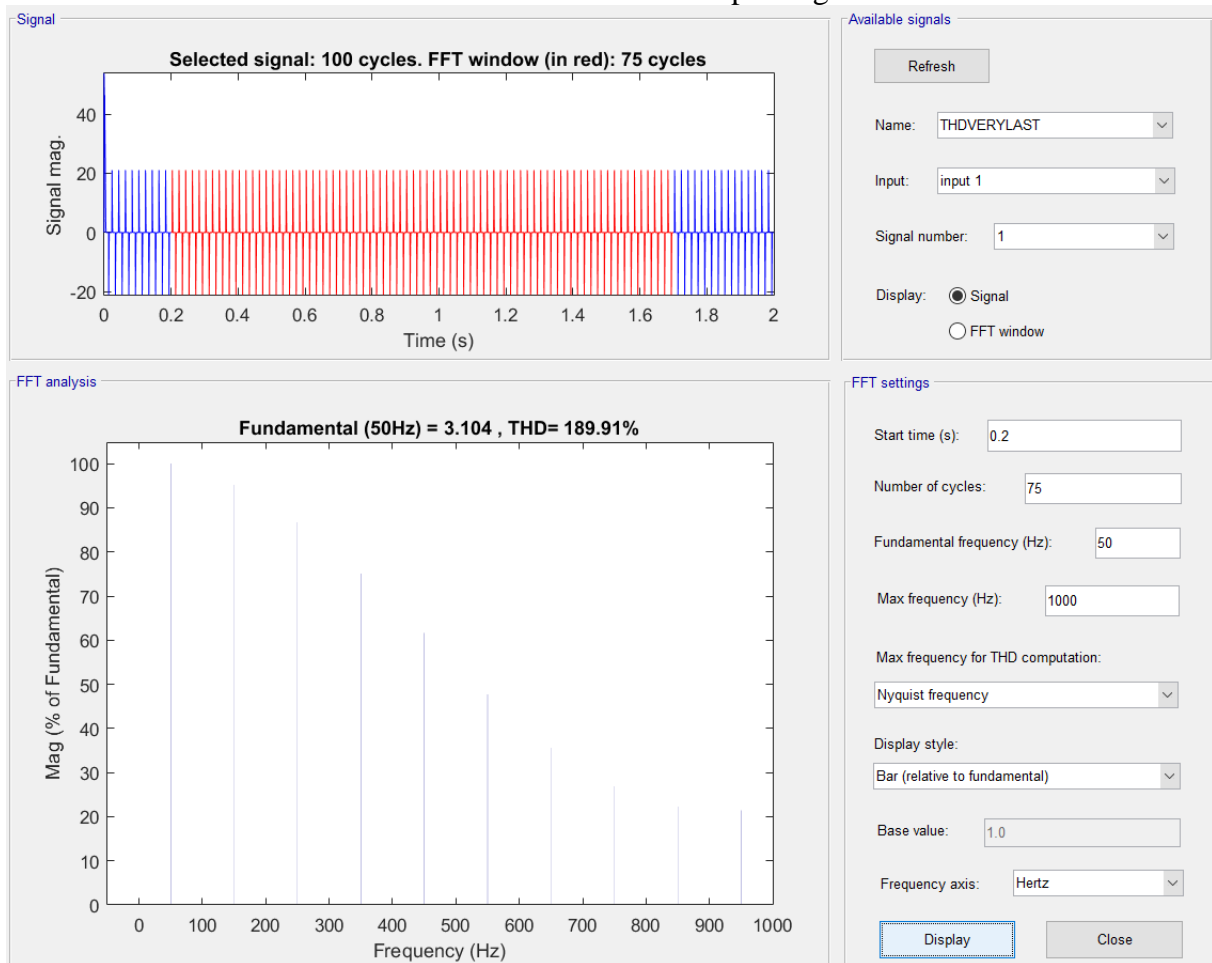 Signal
Selected signal: 100 cycles. FFT window (in red): 75 cycles
Signal mag.
40
20
0
-20
0 0.2 0.4 0.6 0.8 1 1.2 1.4 1.6 1.8 2
Time (s)
Available signals
Refresh
Name: THDVERYLAST
Input: input 1
Signal number: 1
Display: Signal
FFT window
FFT analysis
Fundamental (50Hz) = 3.104 , THD= 189.91%
Mag (% of Fundamental)
100
90
80
70
60
50
40
30
20
10
0
0 100 200 300 400 500 600 700 800 900 1000
Frequency (Hz)
FFT settings
Start time (s): 0.2
Number of cycles: 75
Fundamental frequency (Hz): 50
Max frequency (Hz): 1000
Max frequency for THD computation:
Nyquist frequency
Display style:
Bar (relative to fundamental)
Base value: 1.0
Frequency axis: Hertz
Display Close